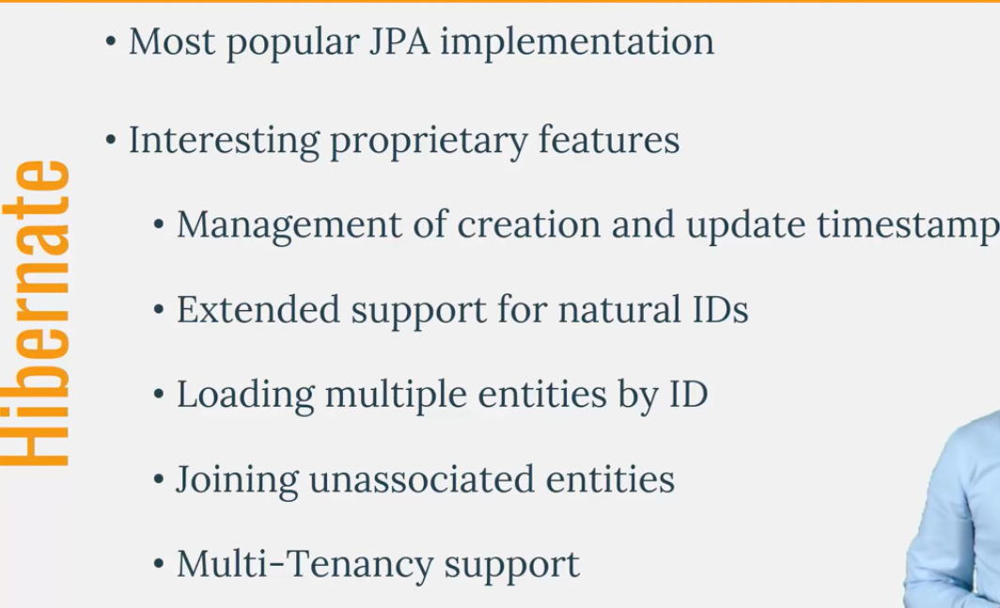 Hibernate
• Most popular JPA implementation
• Interesting proprietary features
• Management of creation and update timestamp
• Extended support for natural IDs
• Loading multiple entities by ID
• Joining unassociated entities
• Multi-Tenancy support